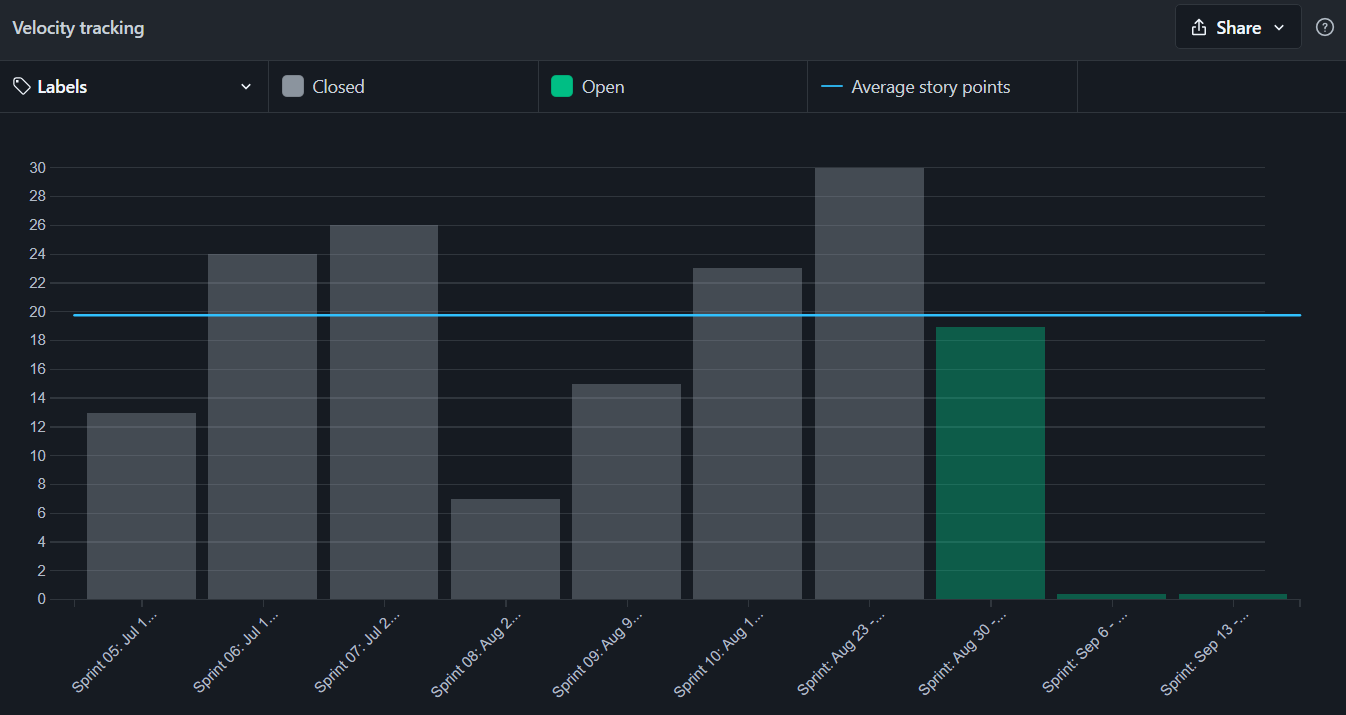 Velocity tracking
Share
Labels
Closed
Open
Average story points
30
28
26
24
22
20
18
16
14
12
10
8
6
4
2
0
Sprint 05: Jul 1...
Sprint 06: Jul 1...
Sprint 07: Jul 2...
Sprint 08: Aug 2...
Sprint 09: Aug 9...
Sprint 10: Aug 1...
Sprint: Aug 23 -...
Sprint: Aug 30 -...
Sprint: Sep 6 - ...
Sprint: Sep 13 -...